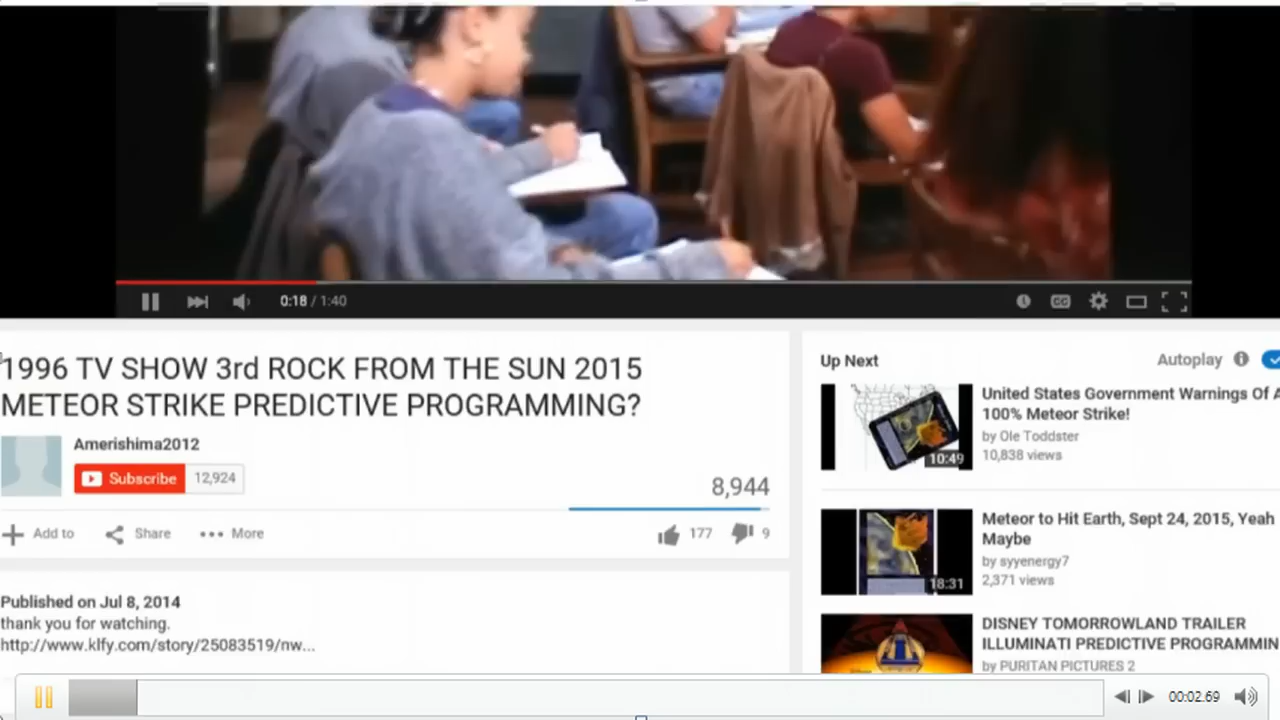 0:18 / 1:40
CC
1996 TV SHOW 3rd ROCK FROM THE SUN 2015
METEOR STRIKE PREDICTIVE PROGRAMMING?
Amerishima2012
Subscribe 12,924
8,944
Add to Share More
177 9
Published on Jul 8, 2014
thank you for watching.
http://www.klfy.com/story/25083519/nw...
Up Next Autoplay
United States Government Warnings Of A
100% Meteor Strike!
by Ole Toddster
10,838 views
10:49
Meteor to Hit Earth, Sept 24, 2015, Yeah
Maybe
by syyenergy7
2,371 views
18:31
DISNEY TOMORROWLAND TRAILER
ILLUMINATI PREDICTIVE PROGRAMMIN
by PURITAN PICTURES 2
00:02.69